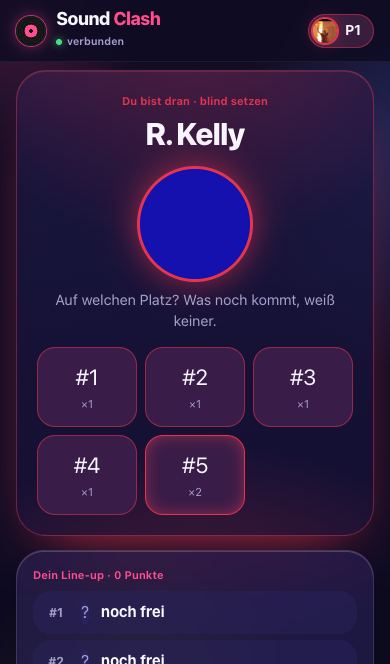 Sound Clash
verbunden
P1
Du bist dran · blind setzen
R. Kelly
Auf welchen Platz? Was noch kommt, weiß
keiner.
#1
×1
#2
×1
#3
×1
#4
×1
#5
×2
Dein Line-up · 0 Punkte
#1 ? noch frei
#2 ? noch frei